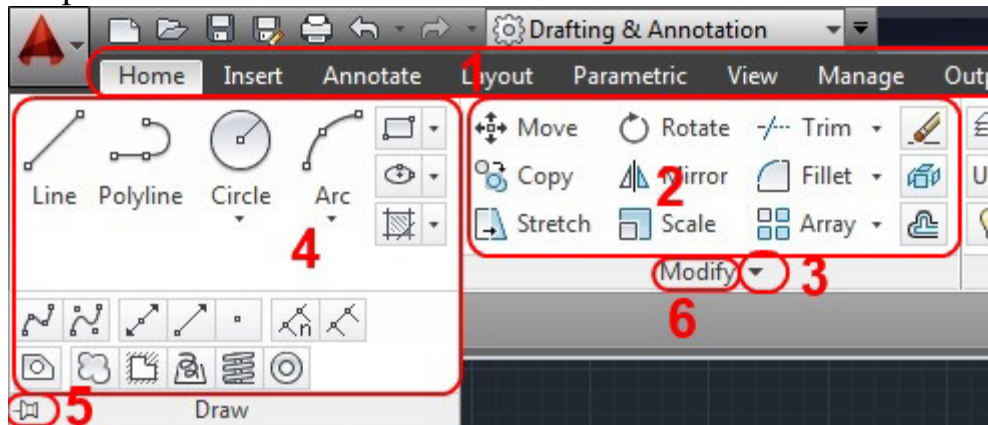 Drafting & Annotation
Home Insert Annotate Layout Parametric View Manage Outp
1
Move Rotate Trim
Line Polyline Circle Arc
Copy Mirror Fillet
2
Stretch Scale Array
4
Modify
3
6
n
5
Draw